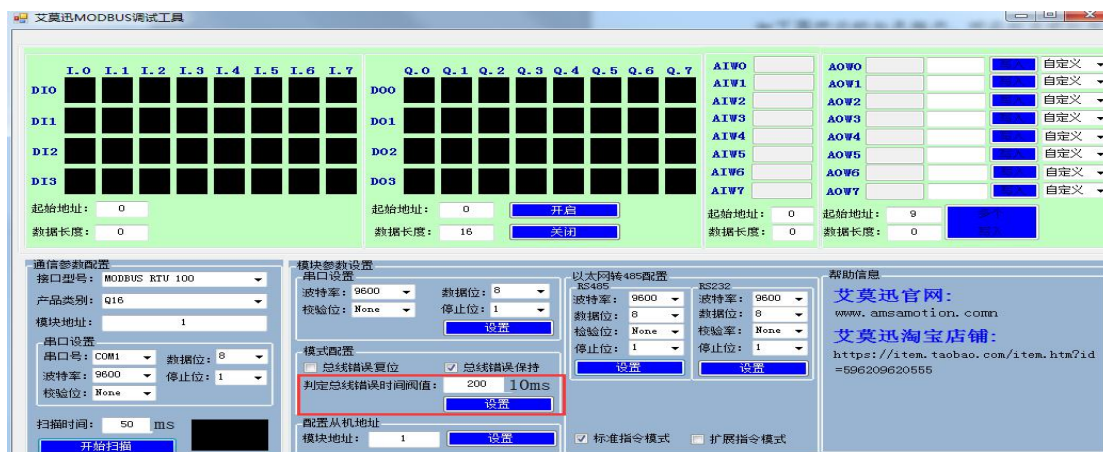 艾莫迅MODBUS调试工具
I.0 I.1 I.2 I.3 I.4 I.5 I.6 I.7
DI0
DI1
DI2
DI3
起始地址： 0
数据长度： 0
Q.0 Q.1 Q.2 Q.3 Q.4 Q.5 Q.6 Q.7
DO0
DO1
DO2
DO3
起始地址： 0 开启
数据长度： 16 关闭
AIW0
AIW1
AIW2
AIW3
AIW4
AIW5
AIW6
AIW7
起始地址： 0
数据长度： 0
AOW0 自定义
AOW1 自定义
AOW2 自定义
AOW3 自定义
AOW4 自定义
AOW5 自定义
AOW6 自定义
AOW7 自定义
起始地址： 9
数据长度： 0
通信参数配置
接口型号： MODBUS RTU 100
产品类别： Q16
模块地址： 1
串口设置
串口号： COM1 数据位： 8
波特率： 9600 停止位： 1
校验位： None
扫描时间： 50 ms
开始扫描
模块参数设置
串口设置
波特率： 9600 数据位： 8
校验位： None 停止位： 1
设置
模式配置
总线错误复位 总线错误保持
判定总线错误时间阀值： 200 10ms
设置
配置从机地址
模块地址： 1 设置
以太网转485配置
RS485
波特率： 9600
数据位： 8
检验位： None
停止位： 1
设置
RS232
波特率： 9600
数据位： 8
校验率： None
停止位： 1
设置
标准指令模式 扩展指令模式
帮助信息
艾莫迅官网：
www.amsamotion.comn
艾莫迅淘宝店铺：
https://item.taobao.com/item.htm?id
=596209620555